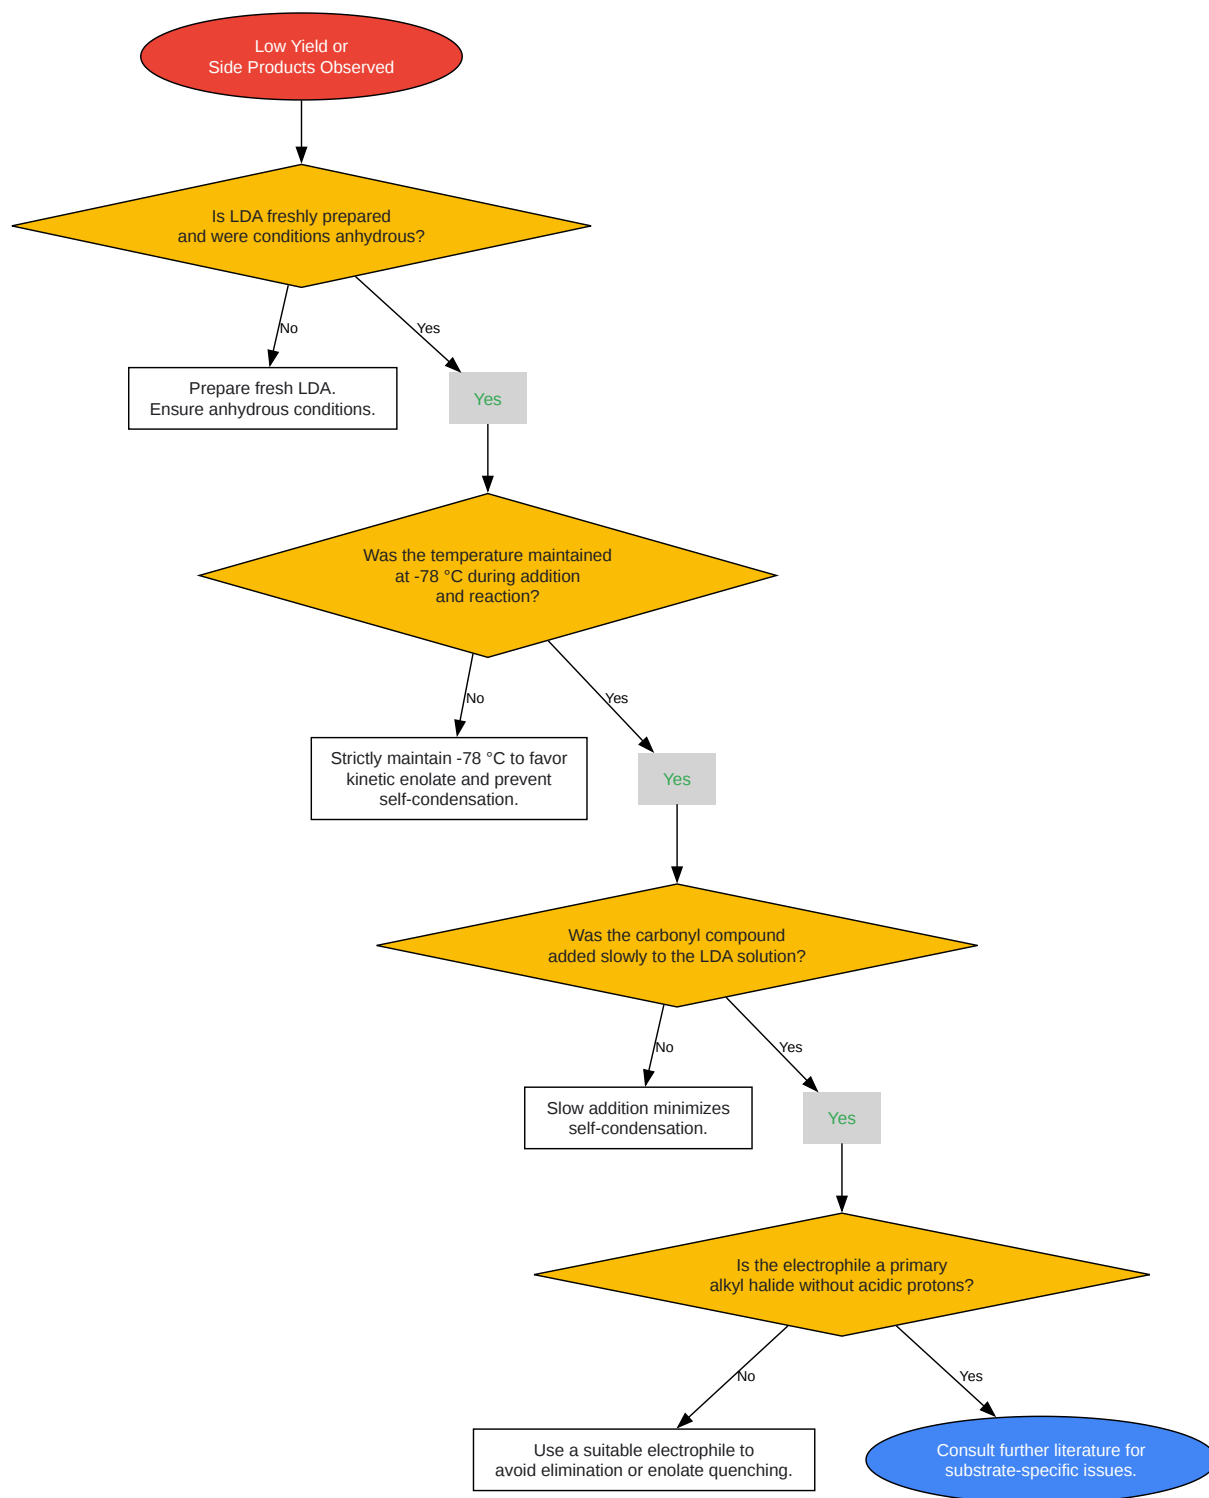 Low Yield or
Side Products Observed
Is LDA freshly prepared
and were conditions anhydrous?
No
Yes
Prepare fresh LDA.
Ensure anhydrous conditions.
Yes
Was the temperature maintained
at -78 °C during addition
and reaction?
No
Yes
Strictly maintain -78 °C to favor
kinetic enolate and prevent
self-condensation.
Yes
Was the carbonyl compound
added slowly to the LDA solution?
No
Yes
Slow addition minimizes
self-condensation.
Yes
Is the electrophile a primary
alkyl halide without acidic protons?
No
Yes
Use a suitable electrophile to
avoid elimination or enolate quenching.
Consult further literature for
substrate-specific issues.